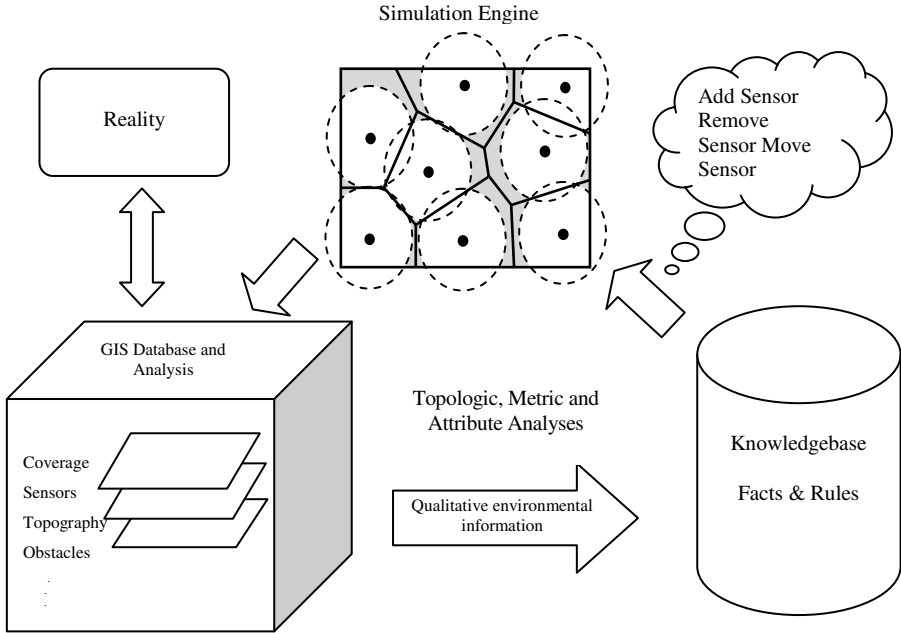 Simulation Engine
Reality
Add Sensor
Remove
Sensor Move
Sensor
GIS Database and
Analysis
Coverage
Sensors
Topography
Obstacles
.
.
.
Topologic, Metric and
Attribute Analyses
Qualitative environmental
information
Knowledgebase
Facts & Rules